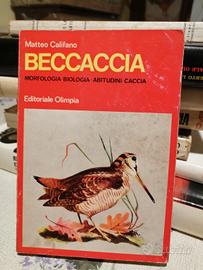 Matteo Califano
BECCACCIA
MORFOLOGIA·BIOLOGIA·ABITUDINI·CACCIA
Editoriale Olimpia